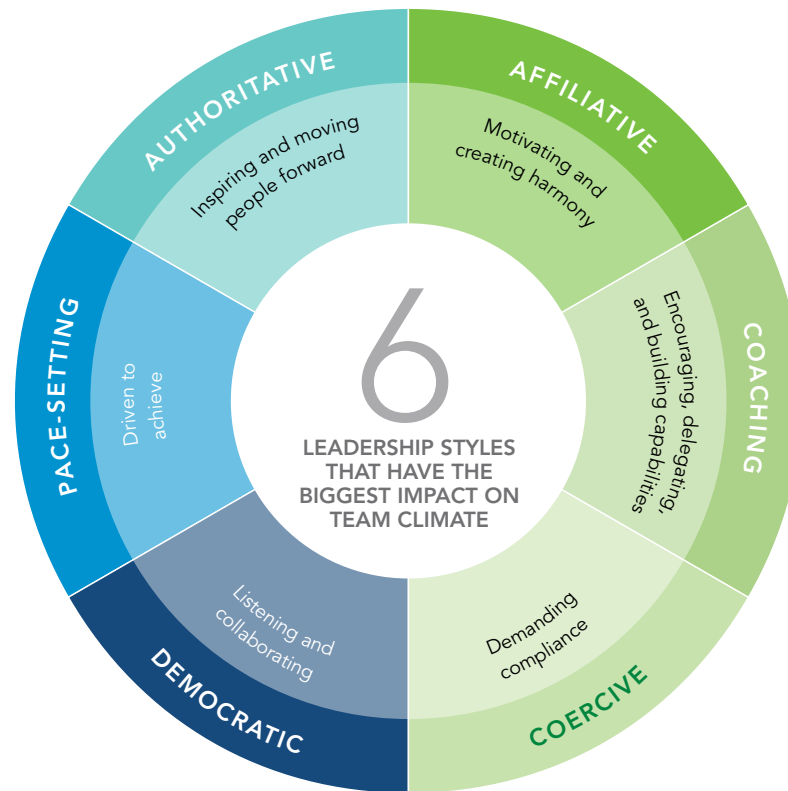 6
LEADERSHIP STYLES
THAT HAVE THE
BIGGEST IMPACT ON
TEAM CLIMATE
AUTHORITATIVE
Inspiring and moving
people forward
AFFILIATIVE
Motivating and
creating harmony
COACHING
Encouraging, delegating,
and building capabilities
COERCIVE
Demanding
compliance
DEMOCRATIC
Listening and
collaborating
PACE-SETTING
Driven to
achieve